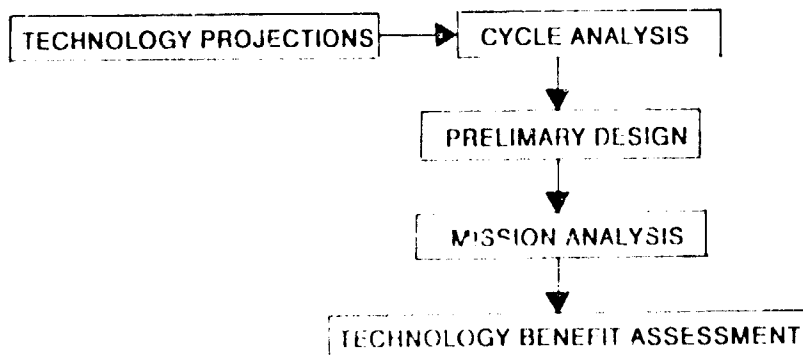 TECHNOLOGY PROJECTIONS
CYCLE ANALYSIS
PRELIMARY DESIGN
MISSION ANALYSIS
TECHNOLOGY BENEFIT ASSESSMENT